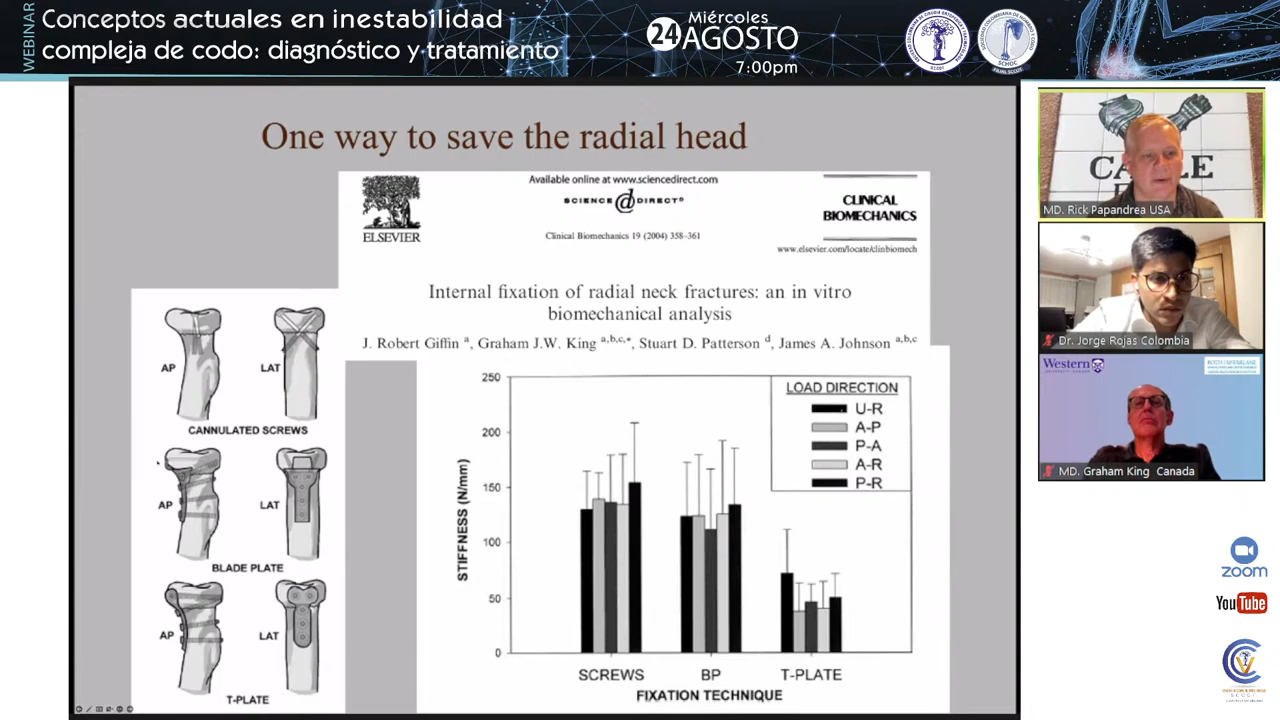 WEBINAR
Conceptos actuales en inestabilidad
compleja de codo: diagnóstico y tratamiento
Miércoles
24 AGOSTO
7:00pm
SCHOC
One way to save the radial head
ELSEVIER
Available online at www.sciencedirect.com
SCIENCE @ DIRECT®
Clinical Biomechanics 19 (2004) 358–361
CLINICAL
BIOMECHANICS
www.elsevier.com/locate/clinbiomech
Internal fixation of radial neck fractures: an in vitro
biomechanical analysis
J. Robert Giffin a, Graham J.W. King a,b,c,*, Stuart D. Patterson d, James A. Johnson a,b,c
AP
LAT
CANNULATED SCREWS
AP
LAT
BLADE PLATE
AP
LAT
T-PLATE
250
200
150
100
50
0
STIFFNESS (N/mm)
LOAD DIRECTION
U-R
A-P
P-A
A-R
P-R
SCREWS
BP
T-PLATE
FIXATION TECHNIQUE
MD. Rick Papandrea USA
Dr. Jorge Rojas Colombia
Western
MD. Graham King Canada
zoom
YouTube